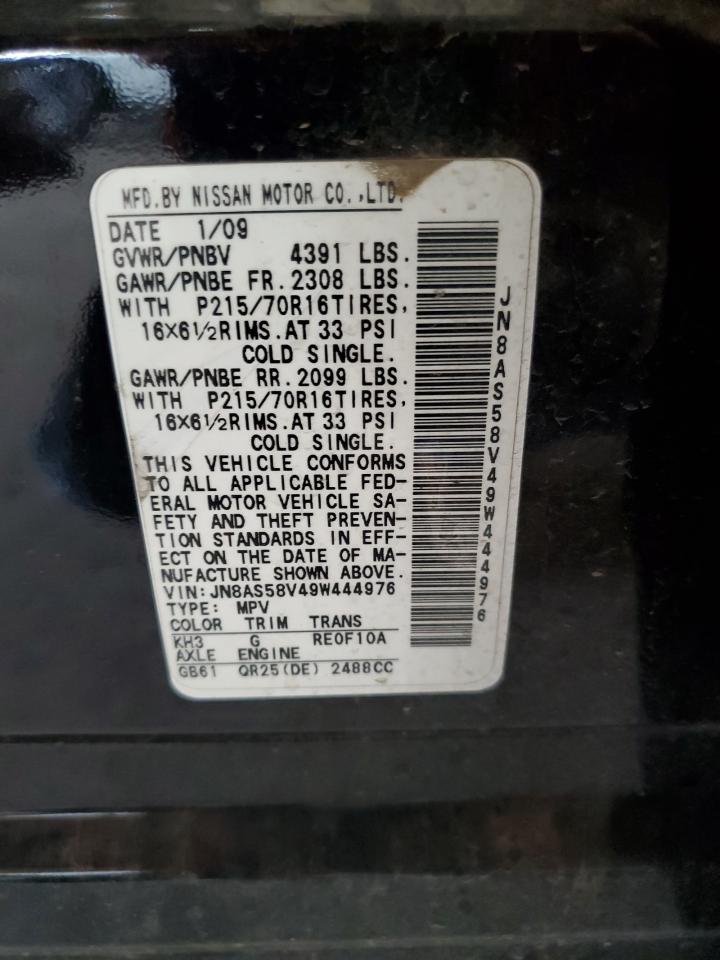 MFD.BY NISSAN MOTOR CO.,LTD.
DATE 1/09
GVWR/PNBV 4391 LBS.
GAWR/PNBE FR.2308 LBS.
WITH P215/70R16TIRES,
16X6½RIMS.AT 33 PSI
COLD SINGLE.
GAWR/PNBE RR.2099 LBS.
WITH P215/70R16TIRES,
16X6½RIMS.AT 33 PSI
COLD SINGLE.
THIS VEHICLE CONFORMS
TO ALL APPLICABLE FED-
ERAL MOTOR VEHICLE SA-
FETY AND THEFT PREVEN-
TION STANDARDS IN EFF-
ECT ON THE DATE OF MA-
NUFACTURE SHOWN ABOVE.
VIN:JN8AS58V49W444976
TYPE: MPV
COLOR TRIM TRANS
KH3 G RE0F10A
AXLE ENGINE
GB61 QR25(DE) 2488CC
JN8AS58V49W444976